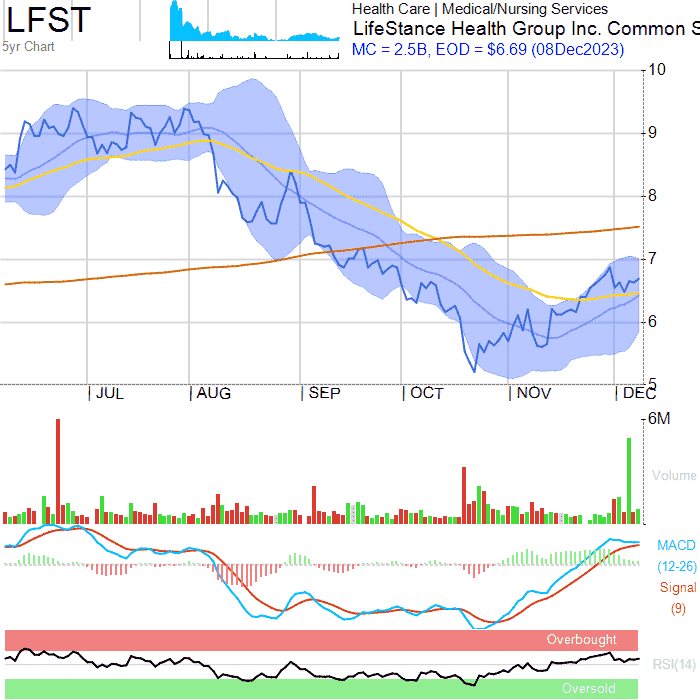 LFST
5yr Chart
Health Care | Medical/Nursing Services
LifeStance Health Group Inc. Common S
MC = 2.5B, EOD = $6.69 (08Dec2023)
10
9
8
7
6
5
JUL AUG SEP OCT NOV DEC
6M
Volume
MACD
(12-26)
Signal
(9)
Overbought
RSI(14)
Oversold